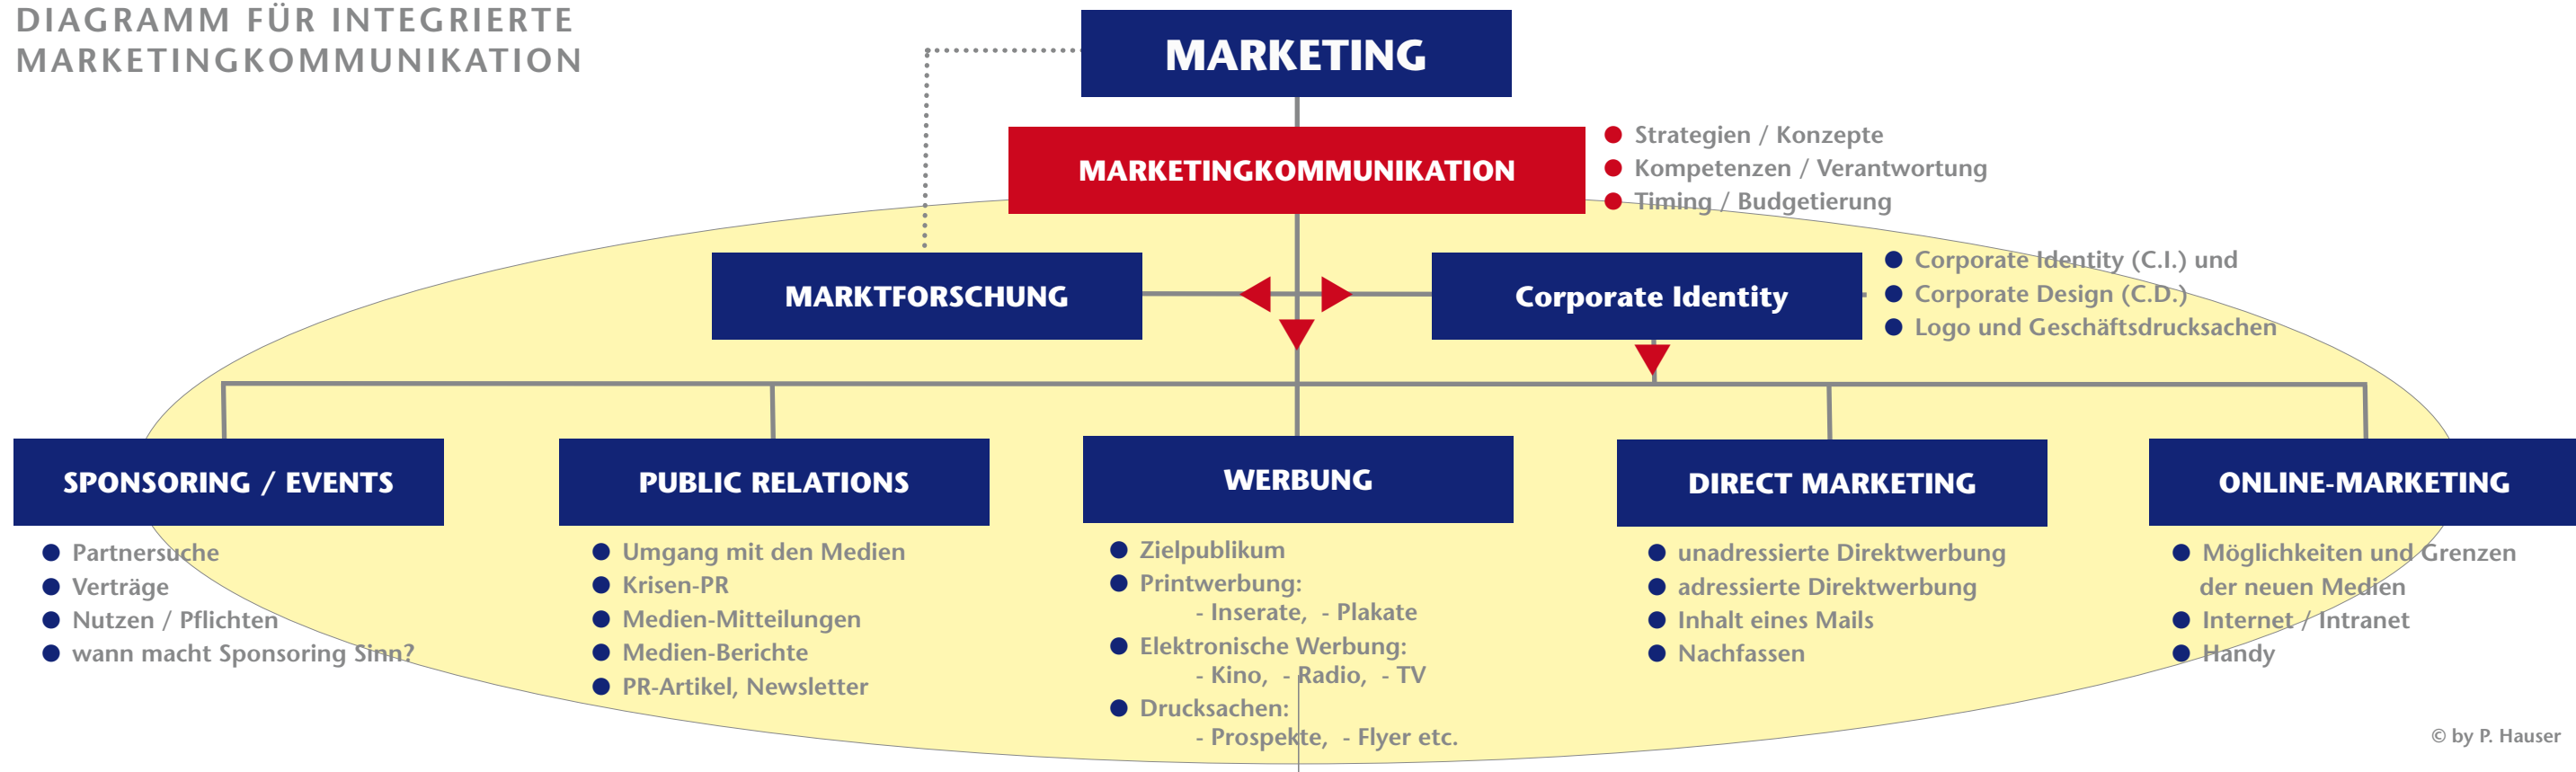 DIAGRAMM FÜR INTEGRIERTE
MARKETINGKOMMUNIKATION
MARKETING
MARKETINGKOMMUNIKATION
Strategien / Konzepte
Kompetenzen / Verantwortung
Timing / Budgetierung
MARKTFORSCHUNG
Corporate Identity
Corporate Identity (C.I.) und
Corporate Design (C.D.)
Logo und Geschäftsdrucksachen
SPONSORING / EVENTS
Partnersuche
Verträge
Nutzen / Pflichten
wann macht Sponsoring Sinn?
PUBLIC RELATIONS
Umgang mit den Medien
Krisen-PR
Medien-Mitteilungen
Medien-Berichte
PR-Artikel, Newsletter
WERBUNG
Zielpublikum
Printwerbung:
- Inserate, - Plakate
Elektronische Werbung:
- Kino, - Radio, - TV
Drucksachen:
- Prospekte, - Flyer etc.
DIRECT MARKETING
unadressierte Direktwerbung
adressierte Direktwerbung
Inhalt eines Mails
Nachfassen
ONLINE-MARKETING
Möglichkeiten und Grenzen
der neuen Medien
Internet / Intranet
Handy
© by P. Hauser